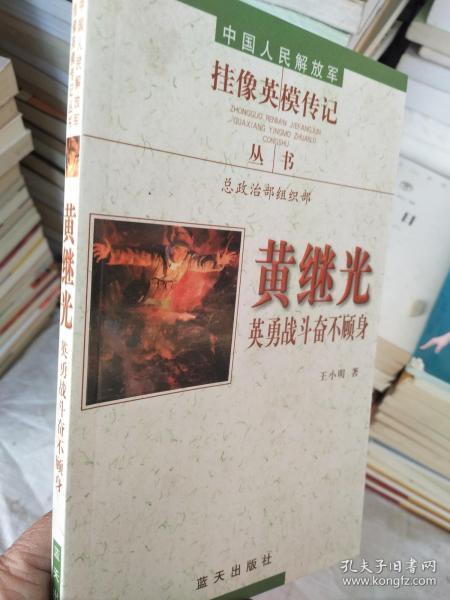 中国人民解放军
挂像英模传记
ZHONGGUO RENMIN JIEFANGJUN
GUAXIANG YINGMO ZHUANJI
CONGSHU
丛书
总政治部组织部
黄继光
英勇战斗奋不顾身
王小明 著
蓝天出版社
黄继光
英勇战斗奋不顾身
蓝天出
孔夫子旧书网
www.kongfz.com